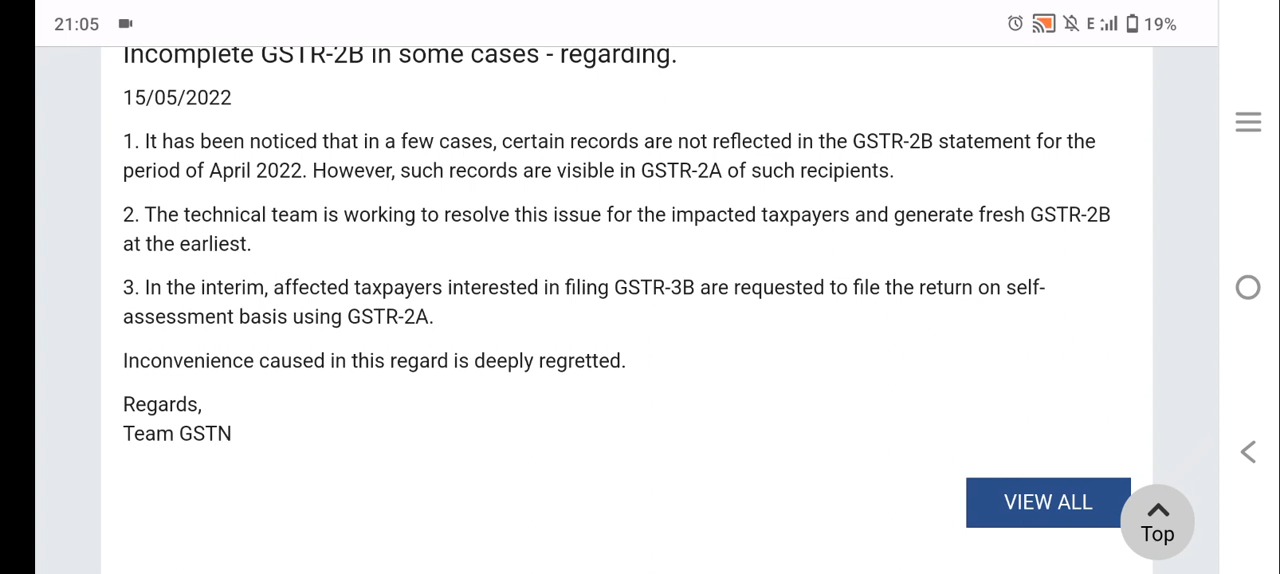 21:05
E
19%
Incomplete GSTR-2B in some cases - regarding.
15/05/2022
1. It has been noticed that in a few cases, certain records are not reflected in the GSTR-2B statement for the
period of April 2022. However, such records are visible in GSTR-2A of such recipients.
2. The technical team is working to resolve this issue for the impacted taxpayers and generate fresh GSTR-2B
at the earliest.
3. In the interim, affected taxpayers interested in filing GSTR-3B are requested to file the return on self-
assessment basis using GSTR-2A.
Inconvenience caused in this regard is deeply regretted.
Regards,
Team GSTN
VIEW ALL
Top